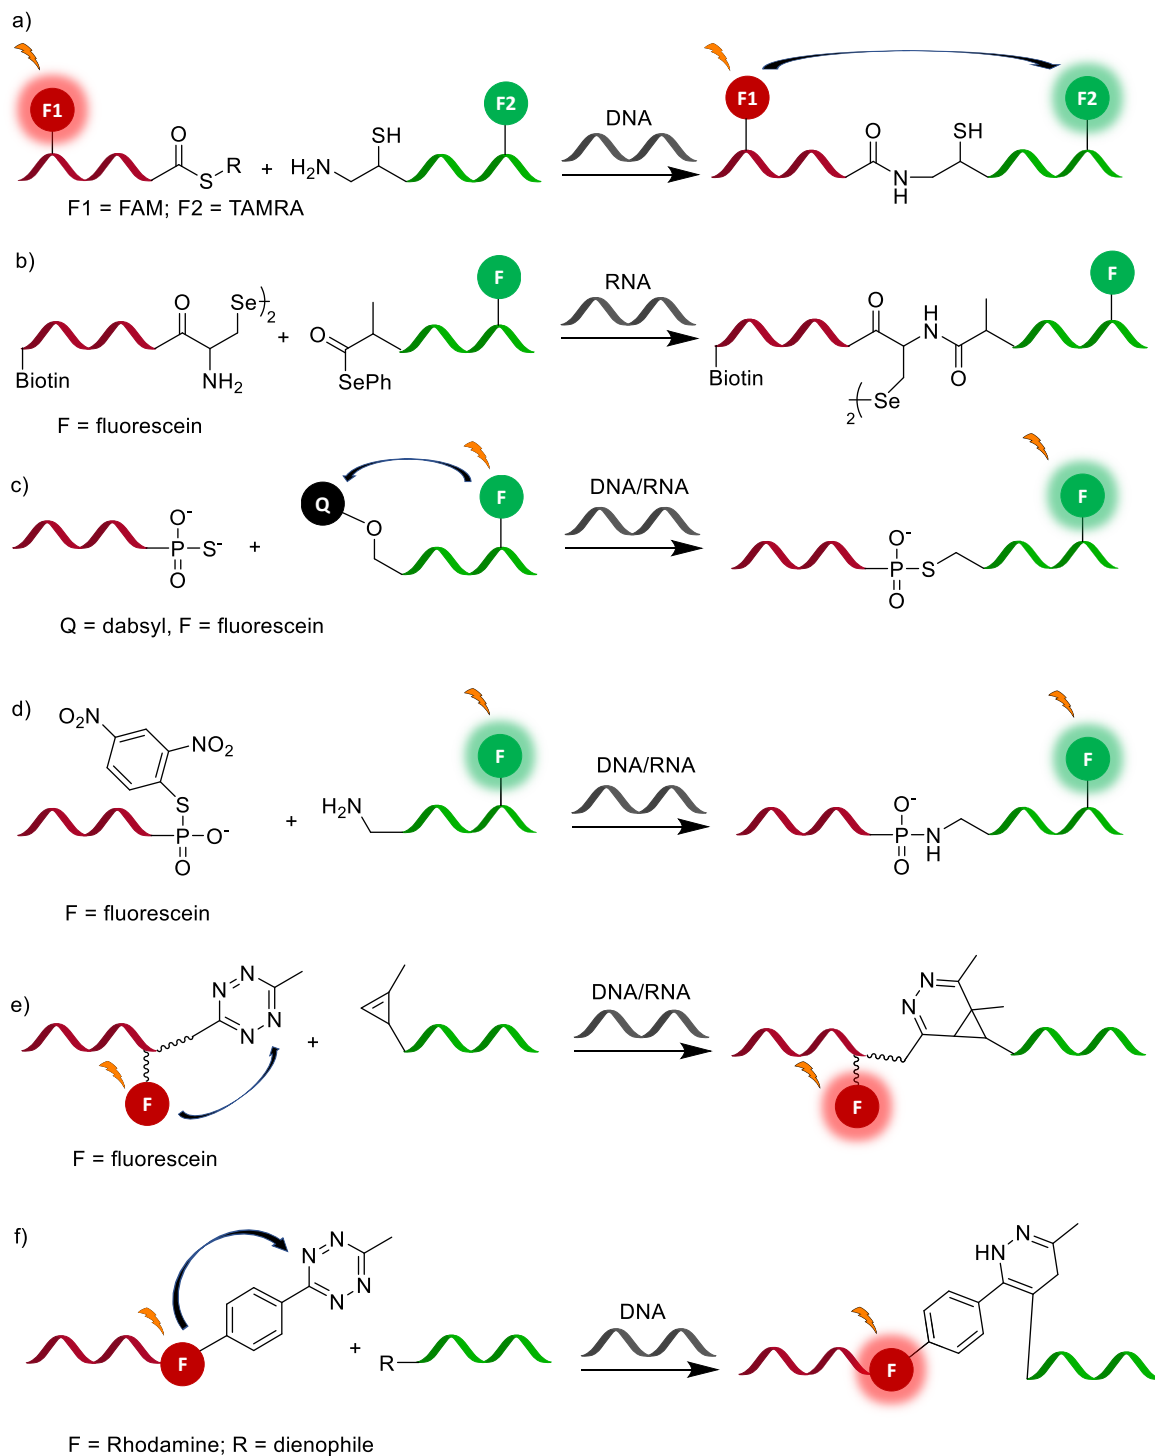 a)
F1
F2
O
S
R
+
H2N
SH
DNA
F1
F2
O
N
H
SH
F1 = FAM; F2 = TAMRA
b)
F
RNA
F
O
Se
)
2
+
O
SePh
NH2
Biotin
O
H
N
O
2
(
Se
Biotin
F = fluorescein
c)
Q
F
DNA/RNA
F
O-
P
S-
O
+
O
O-
P
S
O
Q = dabsyl, F = fluorescein
d)
O2N
NO2
S
P
O-
O
F
+
H2N
DNA/RNA
F
O-
P
N
H
O
F = fluorescein
e)
N
N
N
N
+
DNA/RNA
N
N
F
F
F = fluorescein
f)
N
N
N
N
F
+
R
DNA
HN
N
F
F = Rhodamine; R = dienophile